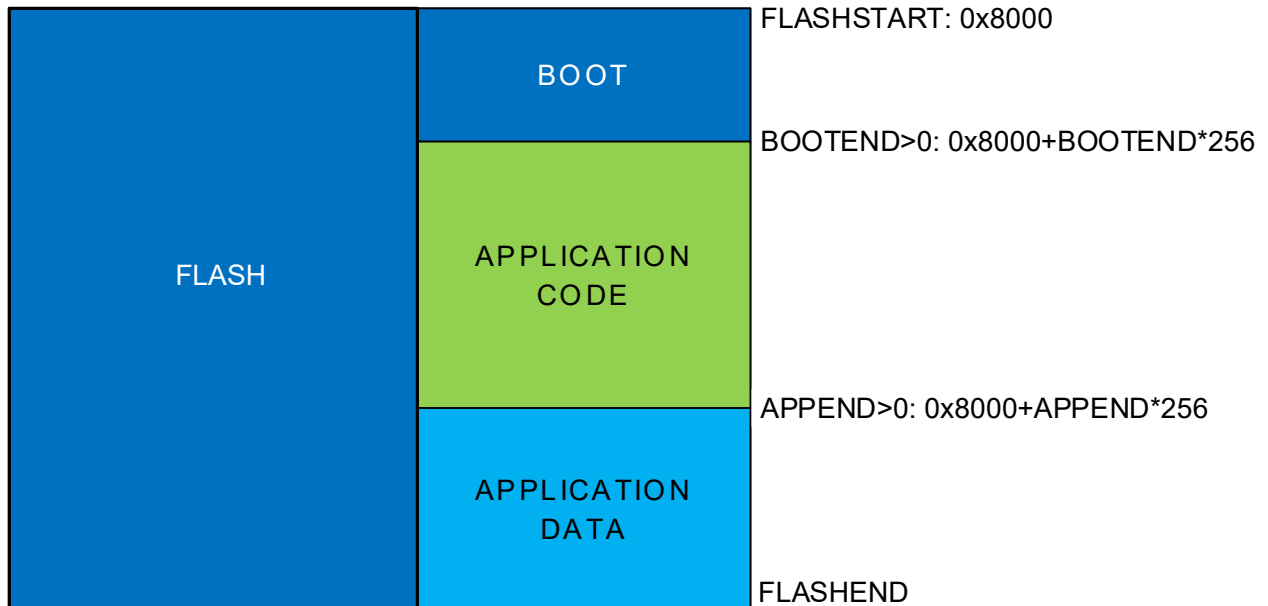 FLASHSTART: 0x8000
BOOT
BOOTEND>0: 0x8000+BOOTEND*256
FLASH
APPLICATION
CODE
APPEND>0: 0x8000+APPEND*256
APPLICATION
DATA
FLASHEND